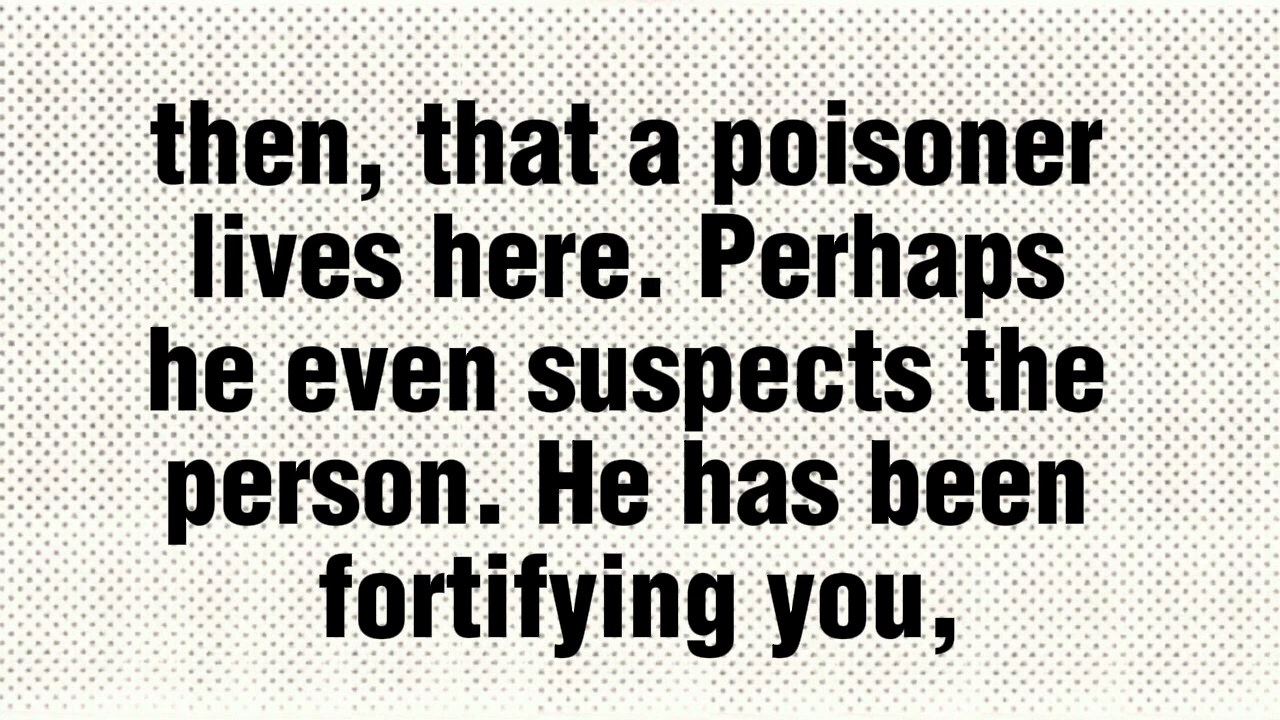 then, that a poisoner
lives here. Perhaps
he even suspects the
person. He has been
fortifying you,